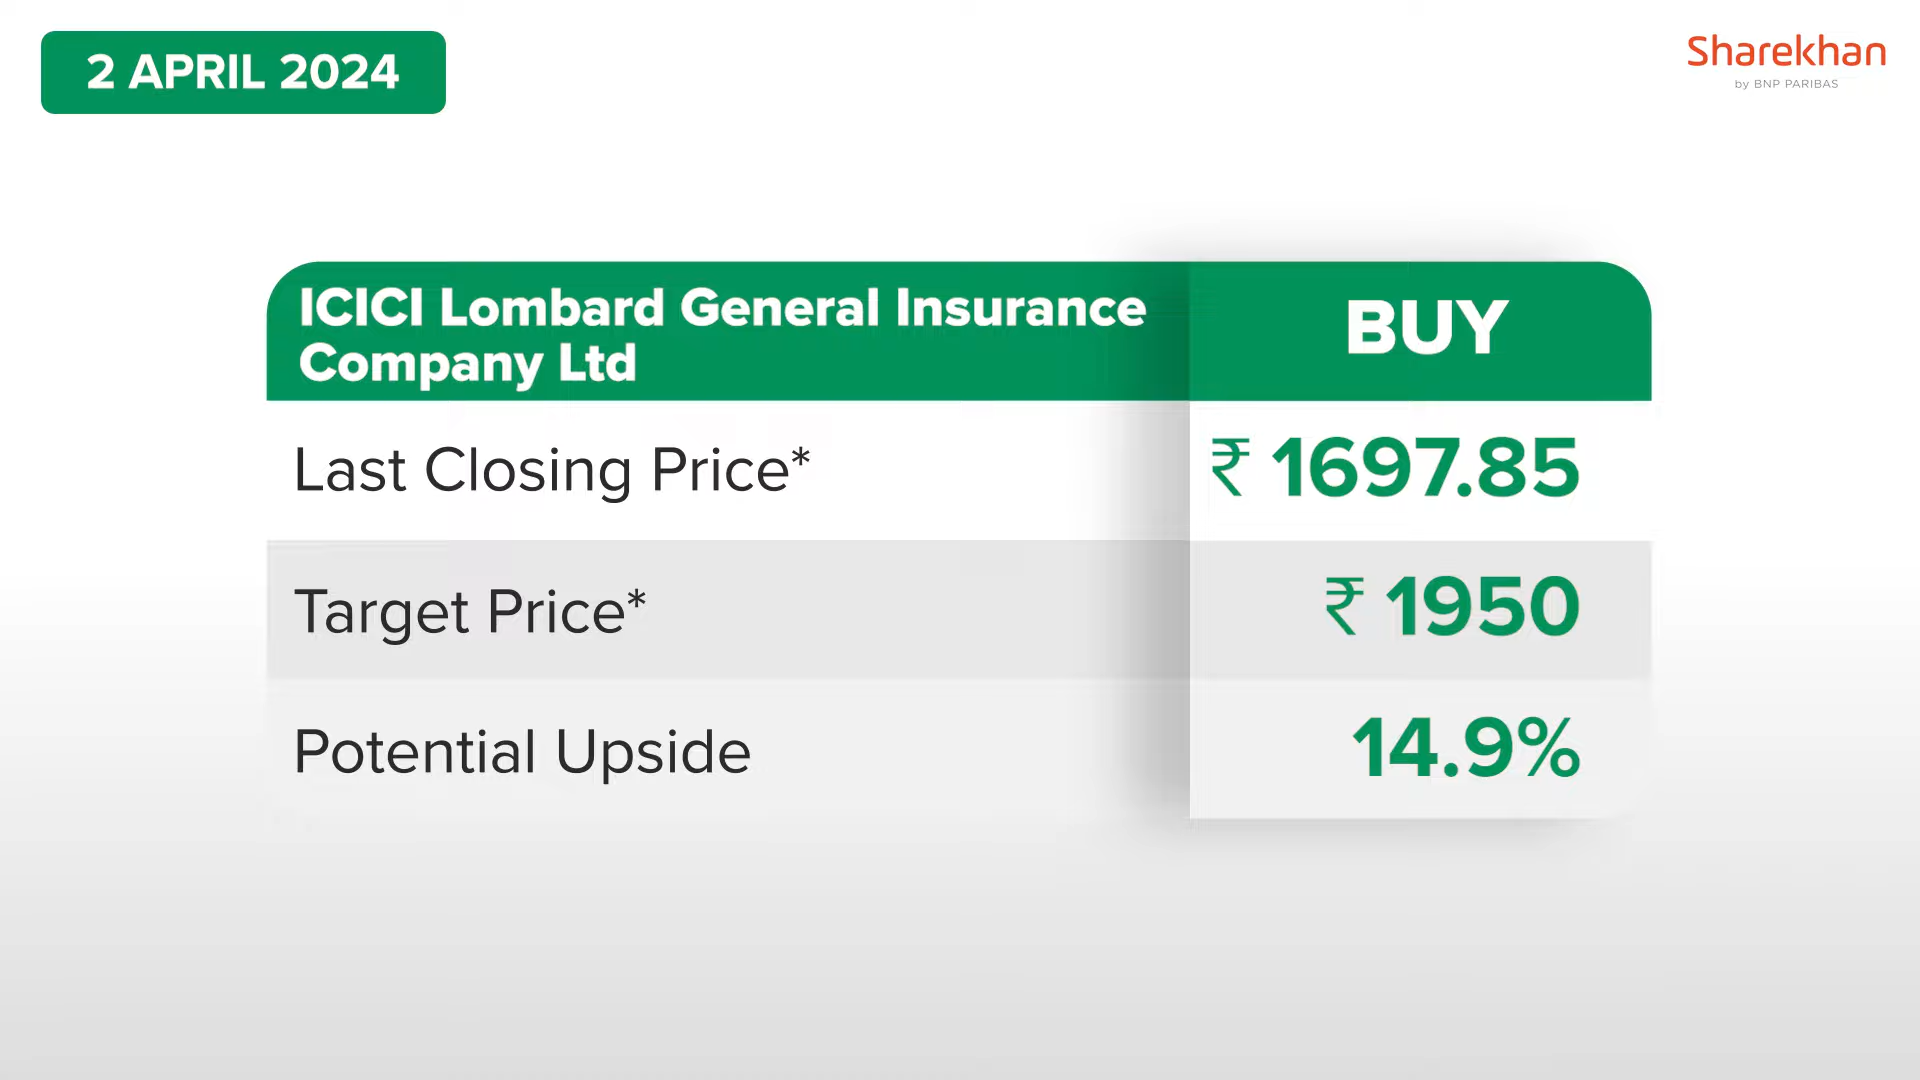 2 APRIL 2024
Sharekhan
by BNP PARIBAS
ICICI Lombard General Insurance
Company Ltd
BUY
Last Closing Price* ₹ 1697.85
Target Price* ₹ 1950
Potential Upside 14.9%